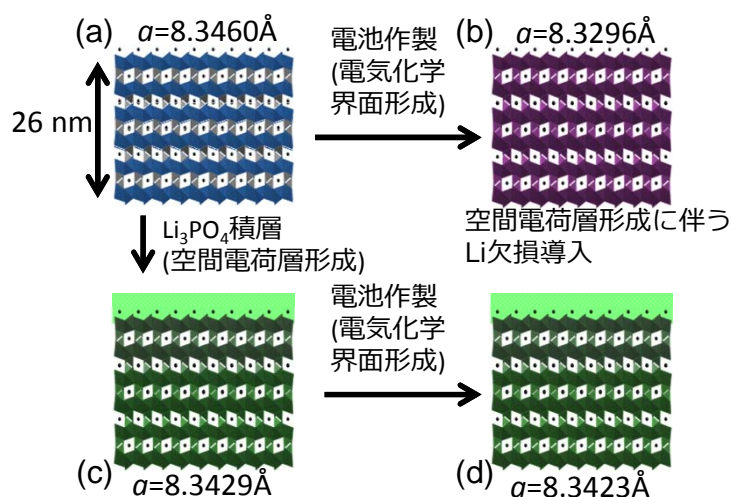 (a) a=8.3460Å
電池作製
(電気化学
界面形成)
(b) a=8.3296Å
26 nm
Li₃PO₄積層
(空間電荷層形成)
空間電荷層形成に伴う
Li欠損導入
電池作製
(電気化学
界面形成)
(c) a=8.3429Å
(d) a=8.3423Å